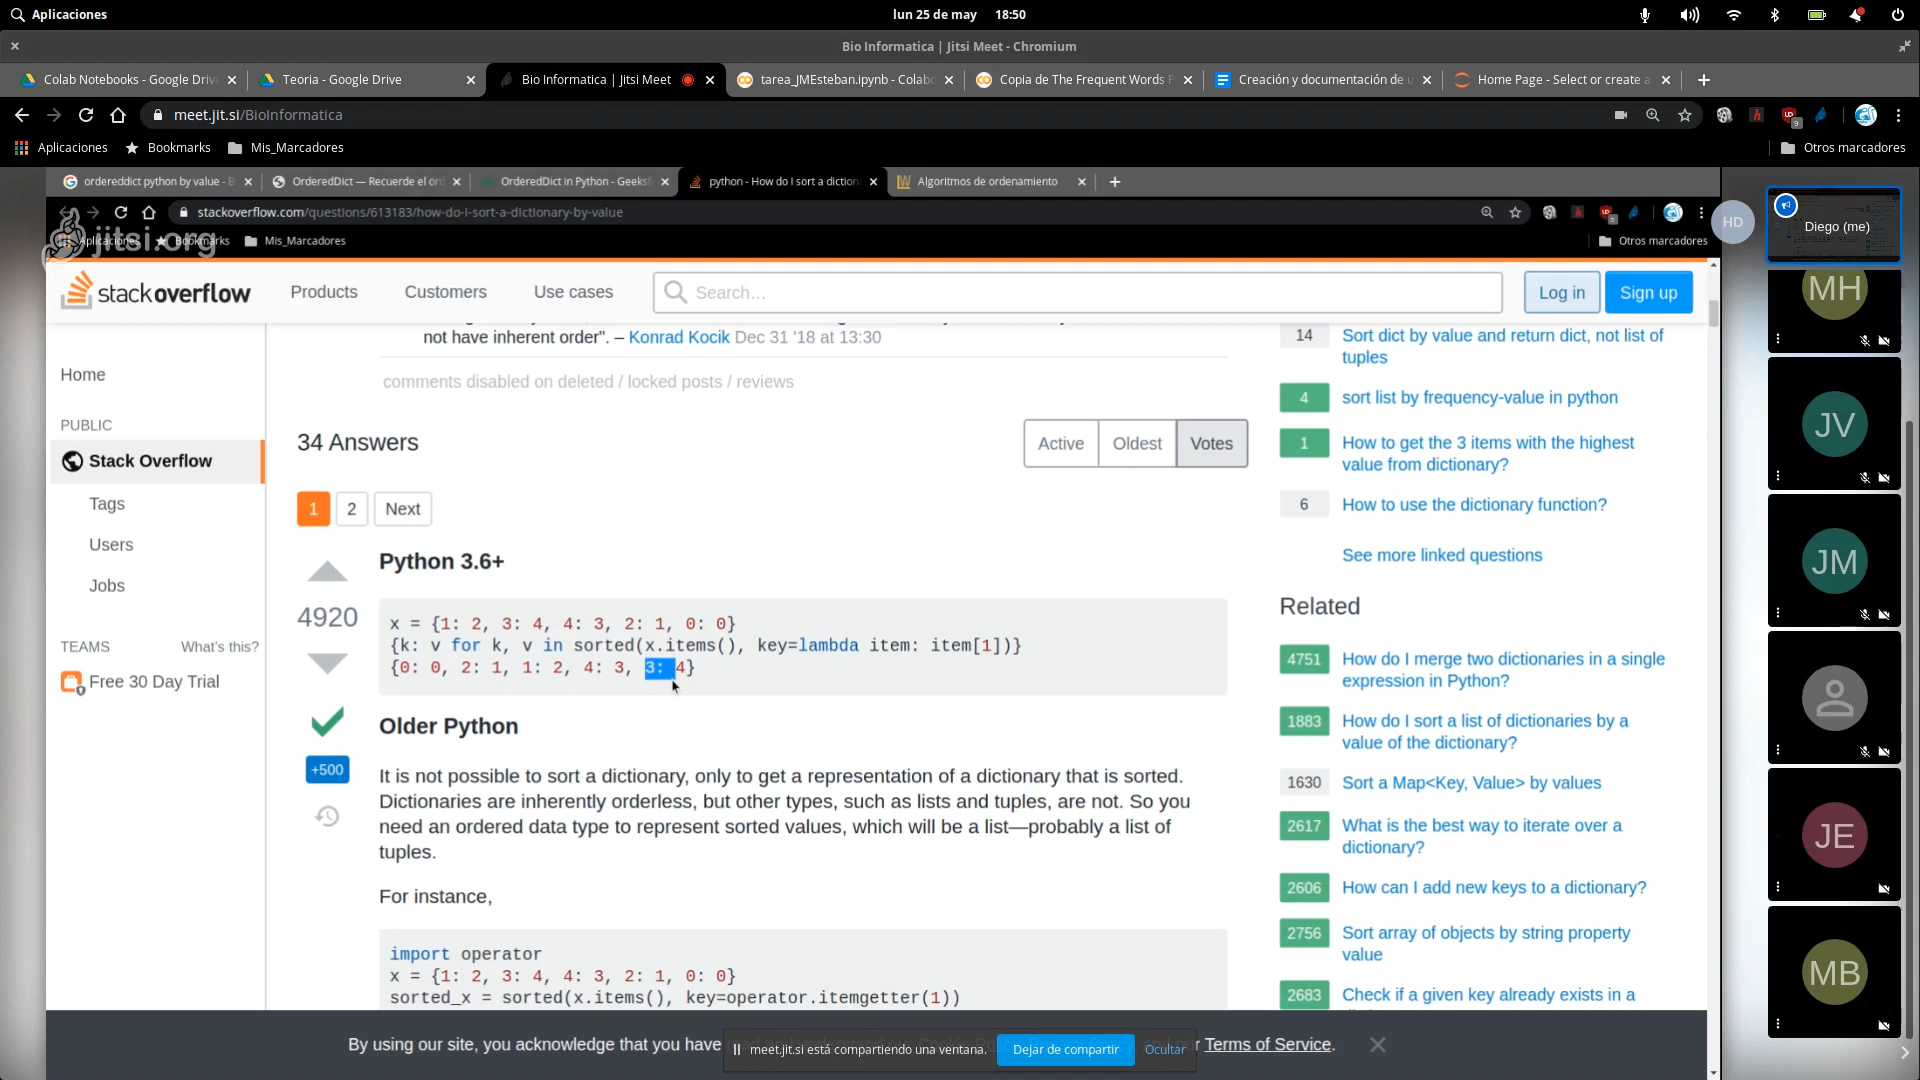 Aplicaciones
lun 25 de may 18:50
Bio Informatica | Jitsi Meet - Chromium
Colab Notebooks - Google Drive
Teoria - Google Drive
Bio Informatica | Jitsi Meet
tarea_JMEsteban.ipynb - Colabo
Copia de The Frequent Words P
Creación y documentación de u
Home Page - Select or create a
meet.jit.si/BioInformatica
Aplicaciones
Bookmarks
Mis_Marcadores
Otros marcadores
ordereddict python by value - B
OrderedDict — Recuerde el ord
OrderedDict in Python - Geeksf
python - How do I sort a diction
Algoritmos de ordenamiento
stackoverflow.com/questions/613183/how-do-i-sort-a-dictionary-by-value
jitsi.org
Aplicaciones
Bookmarks
Mis_Marcadores
Otros marcadores
HD
Diego (me)
stackoverflow
Products
Customers
Use cases
Search…
Log in
Sign up
not have inherent order". – Konrad Kocik Dec 31 '18 at 13:30
comments disabled on deleted / locked posts / reviews
Home
PUBLIC
Stack Overflow
Tags
Users
Jobs
TEAMS
What's this?
Free 30 Day Trial
34 Answers
Active
Oldest
Votes
1
2
Next
4920
+500
Python 3.6+
x = {1: 2, 3: 4, 4: 3, 2: 1, 0: 0}
{k: v for k, v in sorted(x.items(), key=lambda item: item[1])}
{0: 0, 2: 1, 1: 2, 4: 3, 3: 4}
Older Python
It is not possible to sort a dictionary, only to get a representation of a dictionary that is sorted.
Dictionaries are inherently orderless, but other types, such as lists and tuples, are not. So you
need an ordered data type to represent sorted values, which will be a list—probably a list of
tuples.
For instance,
import operator
x = {1: 2, 3: 4, 4: 3, 2: 1, 0: 0}
sorted_x = sorted(x.items(), key=operator.itemgetter(1))
14 Sort dict by value and return dict, not list of
tuples
4 sort list by frequency-value in python
1 How to get the 3 items with the highest
value from dictionary?
6 How to use the dictionary function?
See more linked questions
Related
4751 How do I merge two dictionaries in a single
expression in Python?
1883 How do I sort a list of dictionaries by a
value of the dictionary?
1630 Sort a Map<Key, Value> by values
2617 What is the best way to iterate over a
dictionary?
2606 How can I add new keys to a dictionary?
2756 Sort array of objects by string property
value
2683 Check if a given key already exists in a
MH
JV
JM
JE
MB
By using our site, you acknowledge that you have
Terms of Service.
meet.jit.si está compartiendo una ventana.
Dejar de compartir
Ocultar